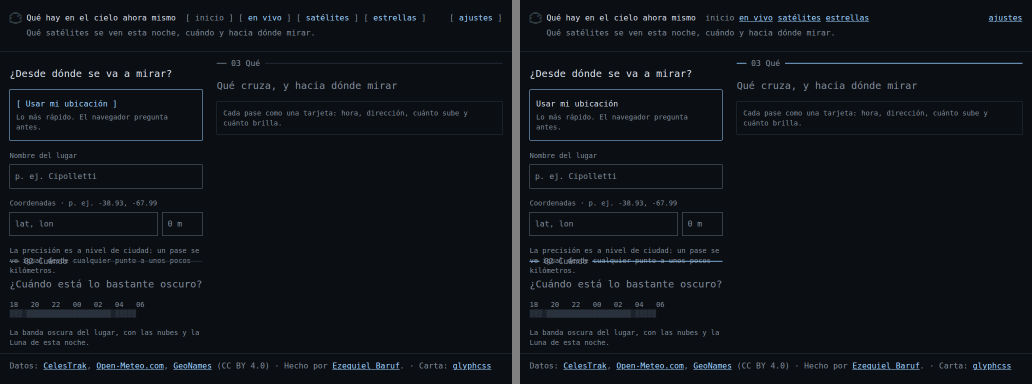 Qué hay en el cielo ahora mismo [ inicio ] [ en vivo ] [ satélites ] [ estrellas ] [ ajustes ]
Qué satélites se ven esta noche, cuándo y hacia dónde mirar.
¿Desde dónde se va a mirar?
[ Usar mi ubicación ]
Lo más rápido. El navegador pregunta
antes.
Nombre del lugar
p. ej. Cipolletti
Coordenadas · p. ej. -38.93, -67.99
lat, lon 0 m
La precisión es a nivel de ciudad: un pase se
ve igual desde cualquier punto a unos pocos
kilómetros.
02 Cuándo
¿Cuándo está lo bastante oscuro?
18 20 22 00 02 04 06
La banda oscura del lugar, con las nubes y la
Luna de esta noche.
03 Qué
Qué cruza, y hacia dónde mirar
Cada pase como una tarjeta: hora, dirección, cuánto sube y
cuánto brilla.
Datos: CelesTrak, Open-Meteo.com, GeoNames (CC BY 4.0) · Hecho por Ezequiel Baruf. · Carta: glyphcss
Qué hay en el cielo ahora mismo inicio en vivo satélites estrellas ajustes
Qué satélites se ven esta noche, cuándo y hacia dónde mirar.
¿Desde dónde se va a mirar?
Usar mi ubicación
Lo más rápido. El navegador pregunta
antes.
Nombre del lugar
p. ej. Cipolletti
Coordenadas · p. ej. -38.93, -67.99
lat, lon 0 m
La precisión es a nivel de ciudad: un pase se
ve igual desde cualquier punto a unos pocos
kilómetros.
02 Cuándo
¿Cuándo está lo bastante oscuro?
18 20 22 00 02 04 06
La banda oscura del lugar, con las nubes y la
Luna de esta noche.
03 Qué
Qué cruza, y hacia dónde mirar
Cada pase como una tarjeta: hora, dirección, cuánto sube y
cuánto brilla.
Datos: CelesTrak, Open-Meteo.com, GeoNames (CC BY 4.0) · Hecho por Ezequiel Baruf. · Carta: glyphcss